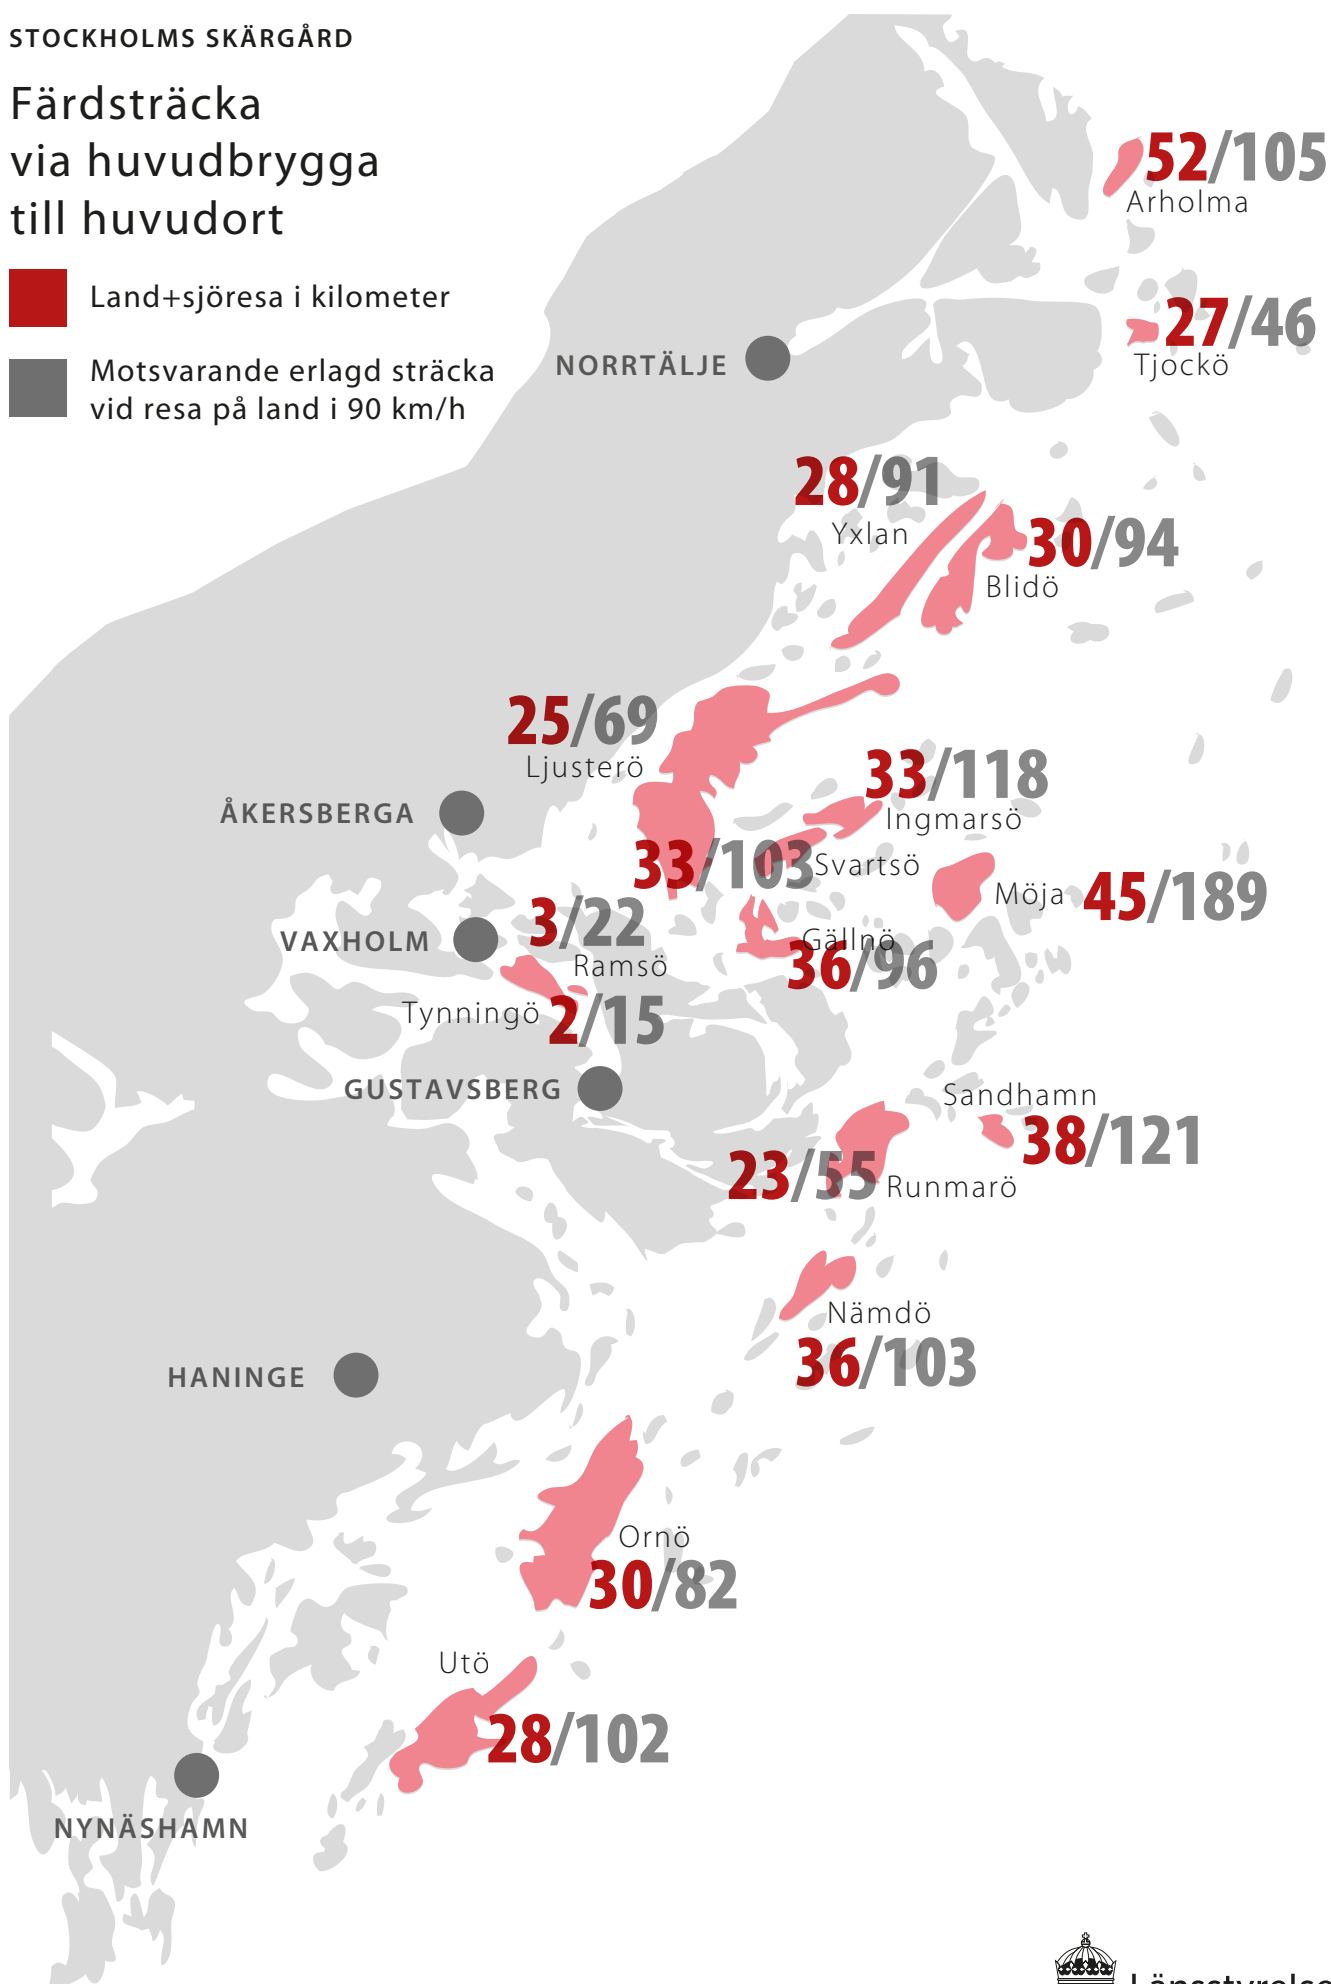 STOCKHOLMS SKÄRGÅRD
Färdsträcka
via huvudbrygga
till huvudort
Land+sjöresa i kilometer
Motsvarande erlagd sträcka
vid resa på land i 90 km/h
52/105
Arholma
27/46
Tjockö
NORRTÄLJE
28/91
Yxlan
30/94
Blidö
25/69
Ljusterö
33/118
Ingmarsö
ÅKERSBERGA
33/103
Svartsö
Möja 45/189
3/22
Ramsö
VAXHOLM
Gällnö
36/96
Tynningö 2/15
GUSTAVSBERG
Sandhamn
38/121
23/55 Runmarö
Nämdö
36/103
HANINGE
Ornö
30/82
Utö
28/102
NYNÄSHAMN
Länsstyrelse